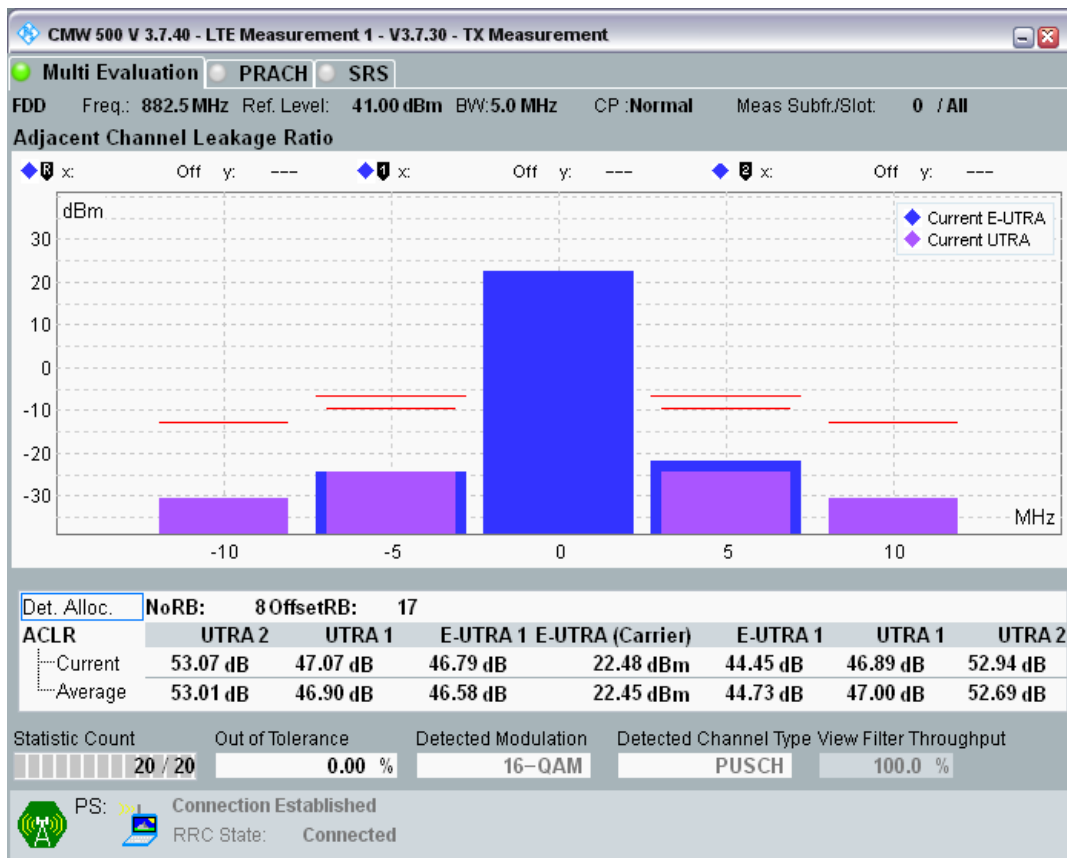 CMW 500 V 3.7.40 - LTE Measurement 1 - V3.7.30 - TX Measurement
Multi Evaluation PRACH SRS
FDD Freq.: 882.5 MHz Ref. Level: 41.00 dBm BW:5.0 MHz CP :Normal Meas Subfr./Slot: 0 / All
Adjacent Channel Leakage Ratio
R x: Off y: --- 1 x: Off y: --- 2 x: Off y: ---
dBm
Current E-UTRA
Current UTRA
30
20
10
0
-10
-20
-30
MHz
-10 -5 0 5 10
Det. Alloc. NoRB: 8 OffsetRB: 17
ACLR UTRA 2 UTRA 1 E-UTRA 1 E-UTRA (Carrier) E-UTRA 1 UTRA 1 UTRA 2
Current 53.07 dB 47.07 dB 46.79 dB 22.48 dBm 44.45 dB 46.89 dB 52.94 dB
Average 53.01 dB 46.90 dB 46.58 dB 22.45 dBm 44.73 dB 47.00 dB 52.69 dB
Statistic Count Out of Tolerance Detected Modulation Detected Channel Type View Filter Throughput
20 / 20 0.00 % 16-QAM PUSCH 100.0 %
PS: Connection Established
RRC State: Connected